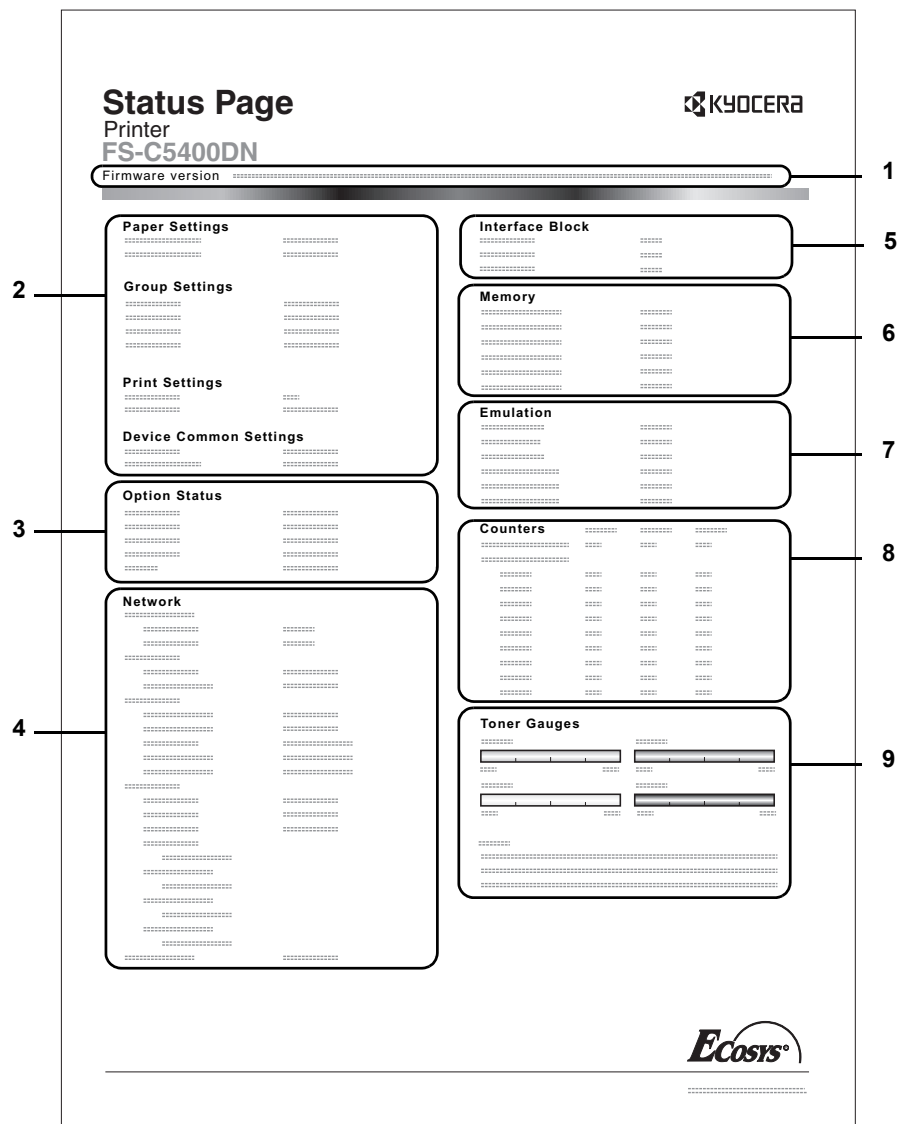 Status Page
KYOCERA
Printer
FS-C5400DN
Firmware version
1
2
Paper Settings
Group Settings
Print Settings
Device Common Settings
3
Option Status
4
Network
Interface Block
5
Memory
6
Emulation
7
Counters
8
Toner Gauges
9
ECOSYS